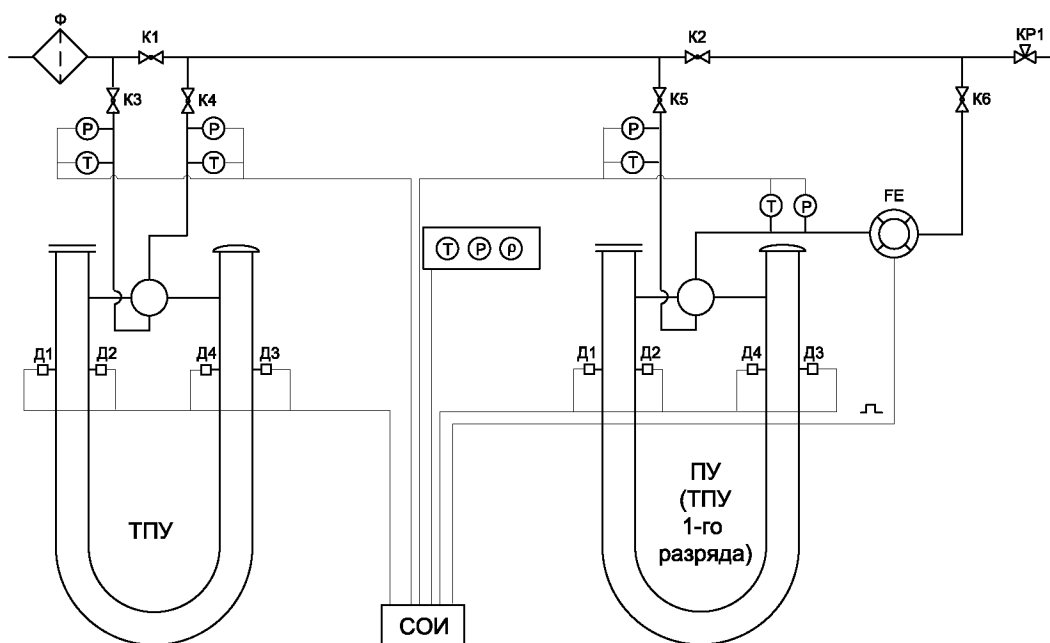 Ф
К1
К2
КР1
К3
К4
К5
К6
P
P
P
T
T
T
T
P
FE
T P ρ
Д1
Д2
Д4
Д3
Д1
Д2
Д4
Д3
ТПУ
ПУ
(ТПУ
1-го
разряда)
СОИ